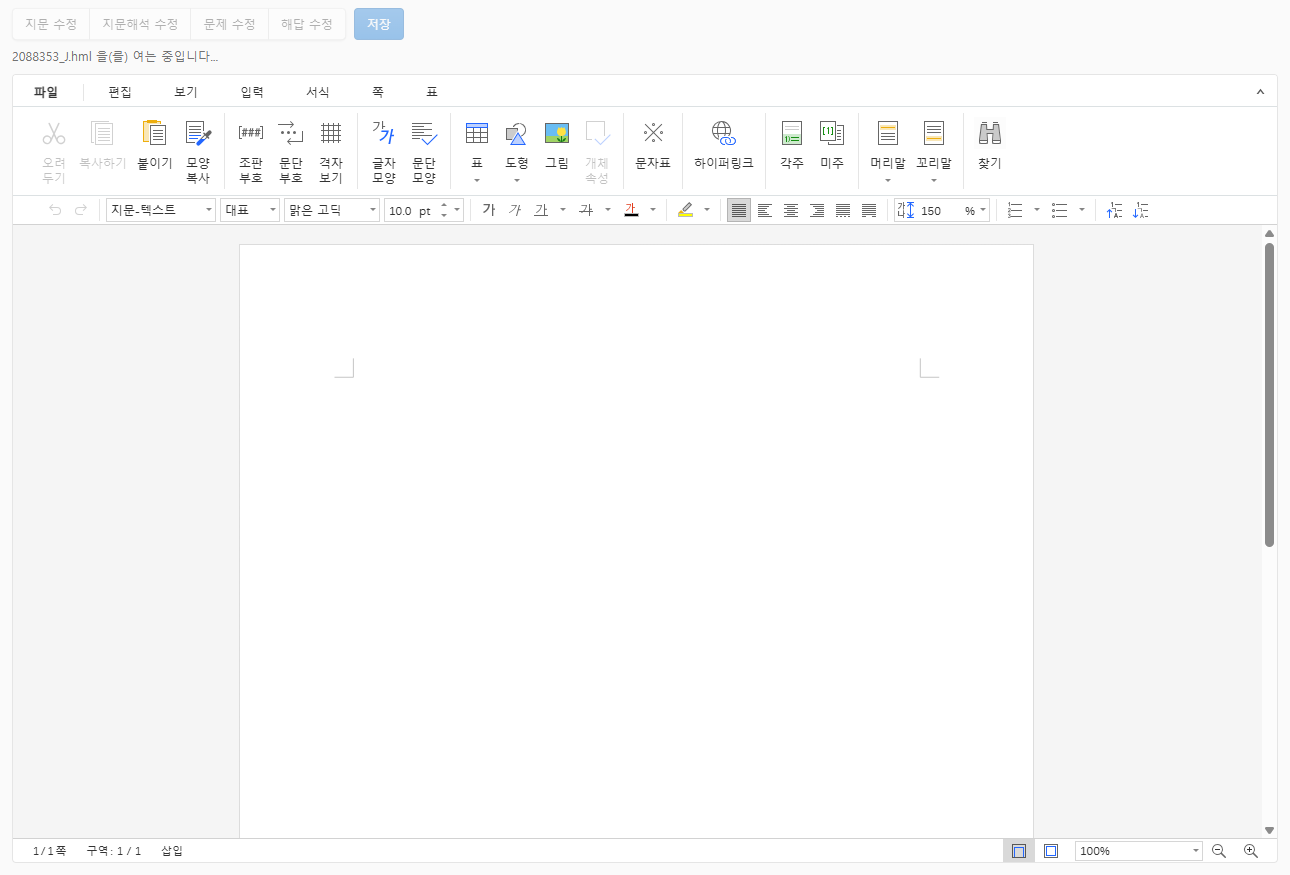 지문 수정 지문해석 수정 문제 수정 해답 수정 저장
2088353_J.hml 을(를) 여는 중입니다...
파일 편집 보기 입력 서식 쪽 표
오려 두기 복사하기 붙이기 모양 복사 조판 부호 문단 부호 격자 보기 글자 모양 문단 모양 표 도형 그림 개체 속성 문자표 하이퍼링크 각주 미주 머리말 꼬리말 찾기
지문-텍스트 대표 맑은 고딕 10.0 pt 가 가 가 가 가 150 %
1/1쪽 구역: 1 / 1 삽입 100%